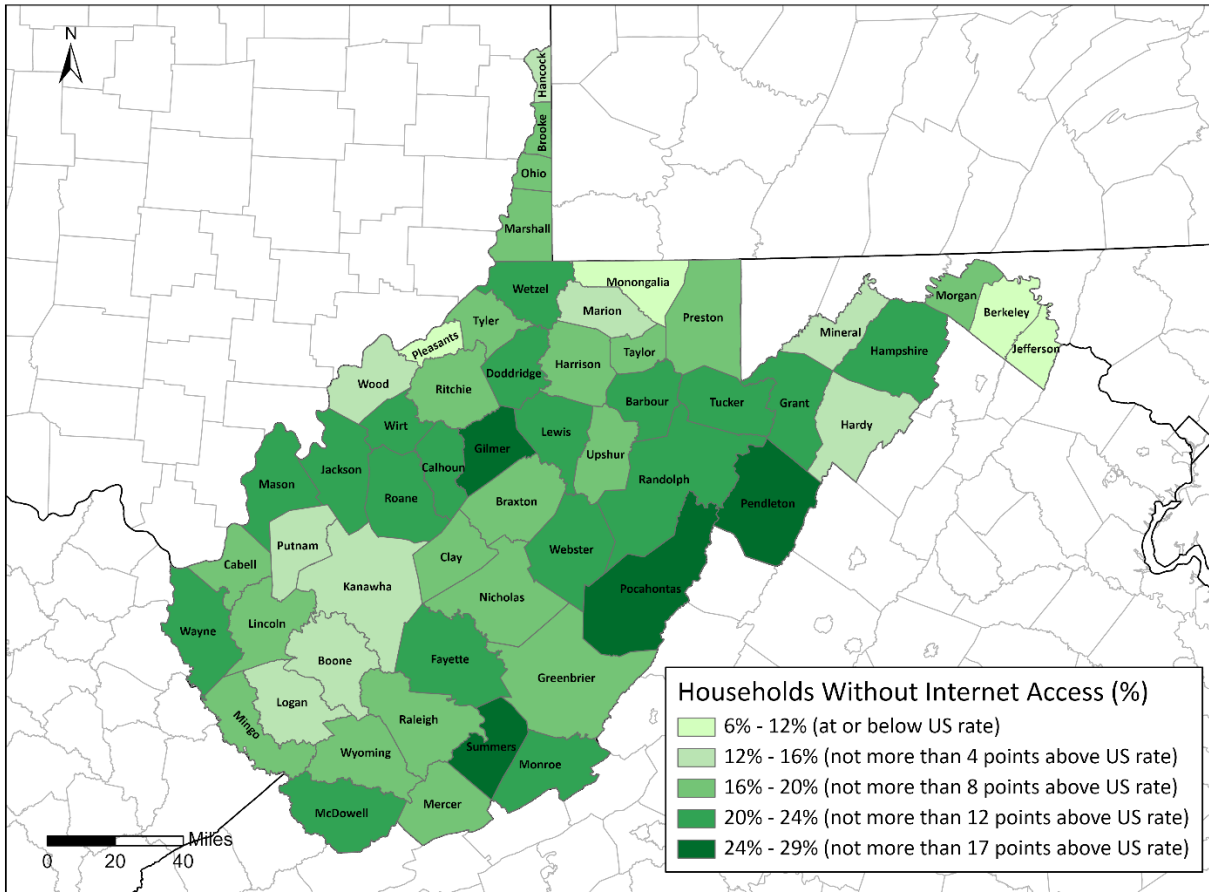 N
Hancock
Brooke
Ohio
Marshall
Wetzel
Monongalia
Marion
Preston
Morgan
Berkeley
Jefferson
Mineral
Hampshire
Tyler
Pleasants
Doddridge
Harrison
Taylor
Wood
Ritchie
Barbour
Tucker
Grant
Hardy
Wirt
Gilmer
Lewis
Upshur
Jackson
Calhoun
Mason
Roane
Randolph
Braxton
Pendleton
Putnam
Webster
Cabell
Clay
Kanawha
Pocahontas
Nicholas
Wayne
Lincoln
Boone
Fayette
Greenbrier
Logan
Mingo
Raleigh
Wyoming
Summers
Monroe
McDowell
Mercer
Households Without Internet Access (%)
6% - 12% (at or below US rate)
12% - 16% (not more than 4 points above US rate)
16% - 20% (not more than 8 points above US rate)
20% - 24% (not more than 12 points above US rate)
24% - 29% (not more than 17 points above US rate)
Miles
0 20 40